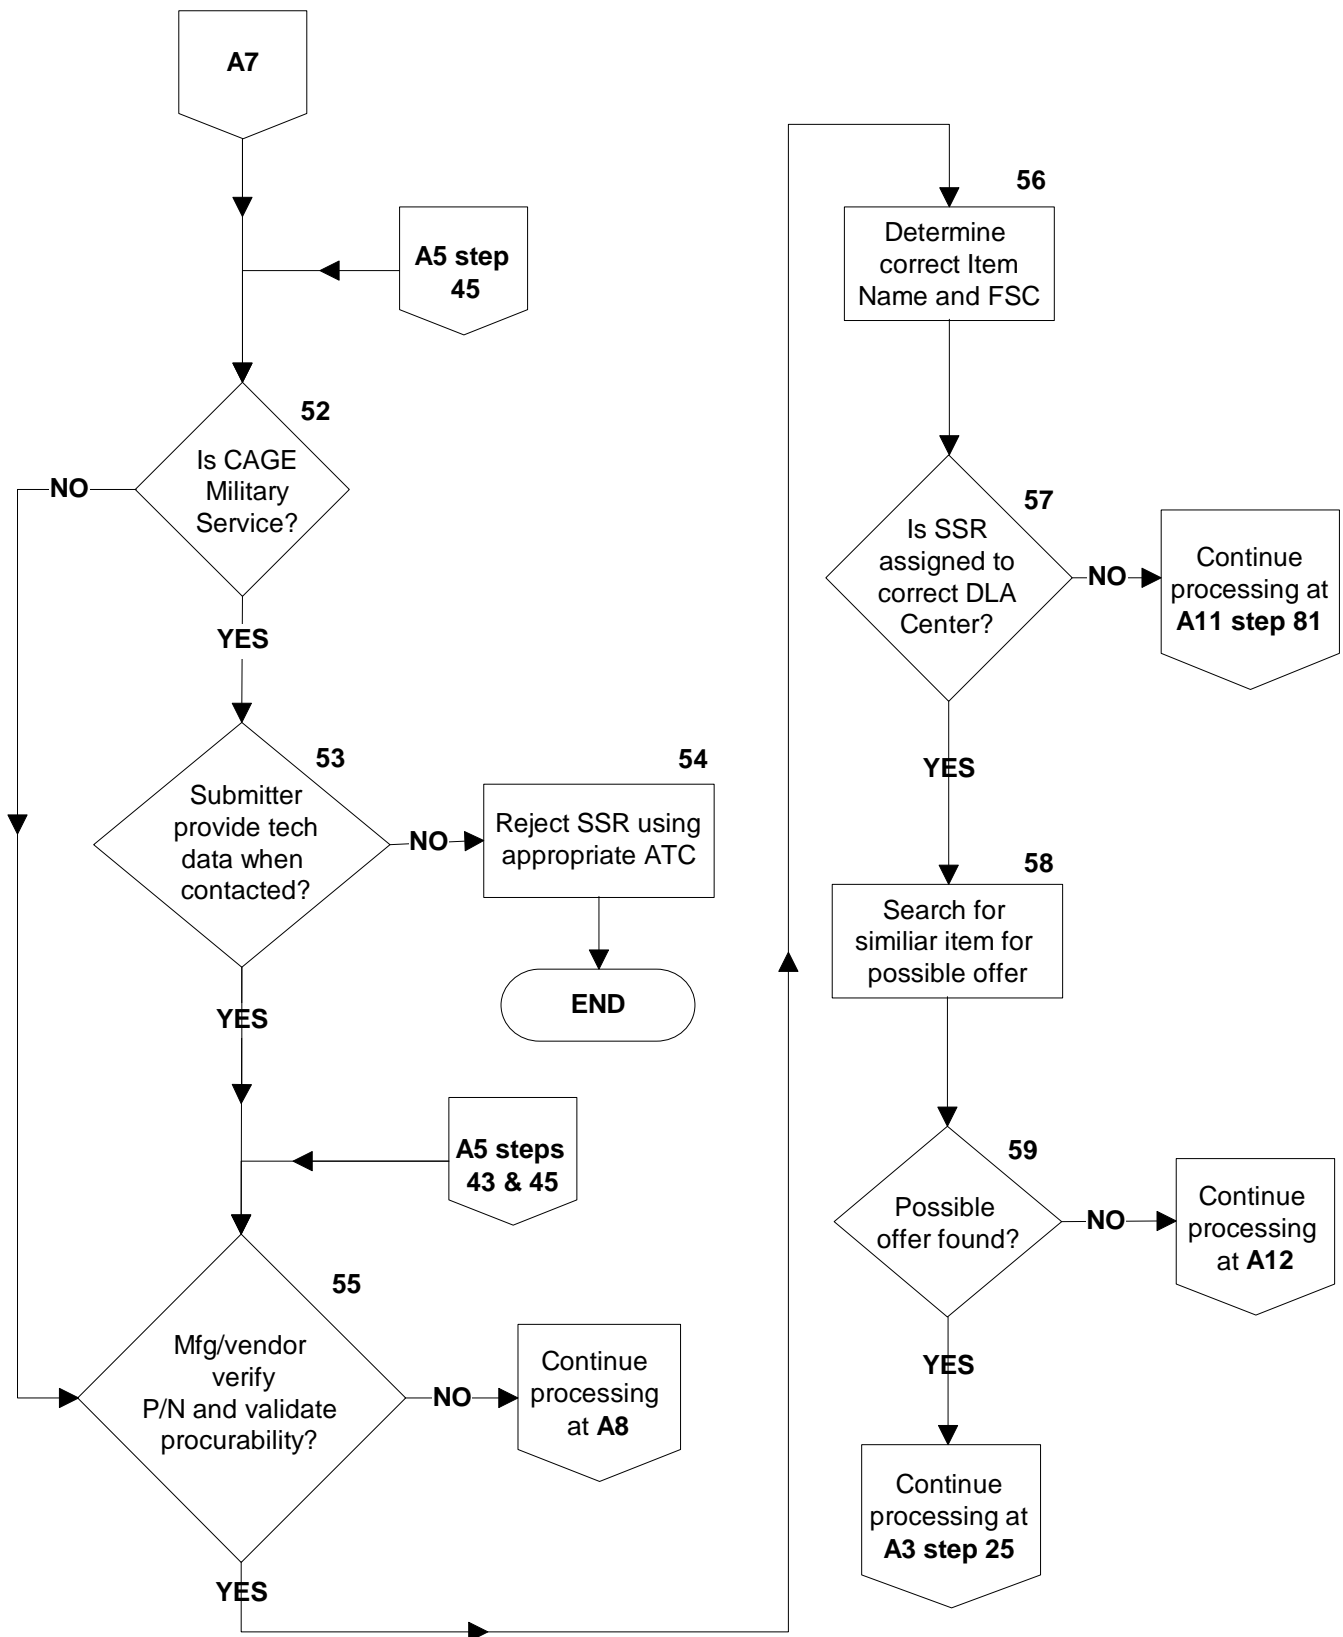 A7
A5 step
45
52
Is CAGE
Military
Service?
NO
YES
53
Submitter
provide tech
data when
contacted?
NO
54
Reject SSR using
appropriate ATC
END
YES
A5 steps
43 & 45
55
Mfg/vendor
verify
P/N and validate
procurability?
NO
Continue
processing
at A8
YES
56
Determine
correct Item
Name and FSC
57
Is SSR
assigned to
correct DLA
Center?
NO
Continue
processing at
A11 step 81
YES
58
Search for
similiar item for
possible offer
59
Possible
offer found?
NO
Continue
processing
at A12
YES
Continue
processing at
A3 step 25